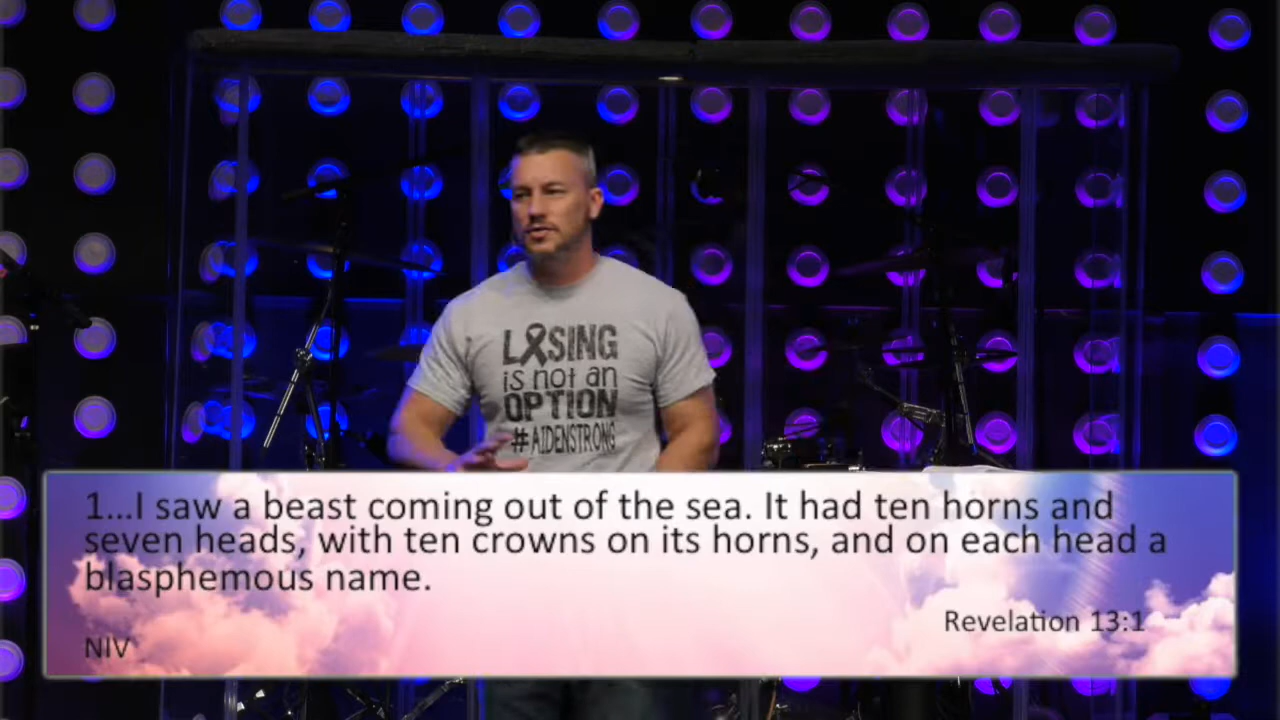 LOSING
is not an
OPTION
#AIDENSTRONG
1...I saw a beast coming out of the sea. It had ten horns and
seven heads, with ten crowns on its horns, and on each head a
blasphemous name.
Revelation 13:1
NIV